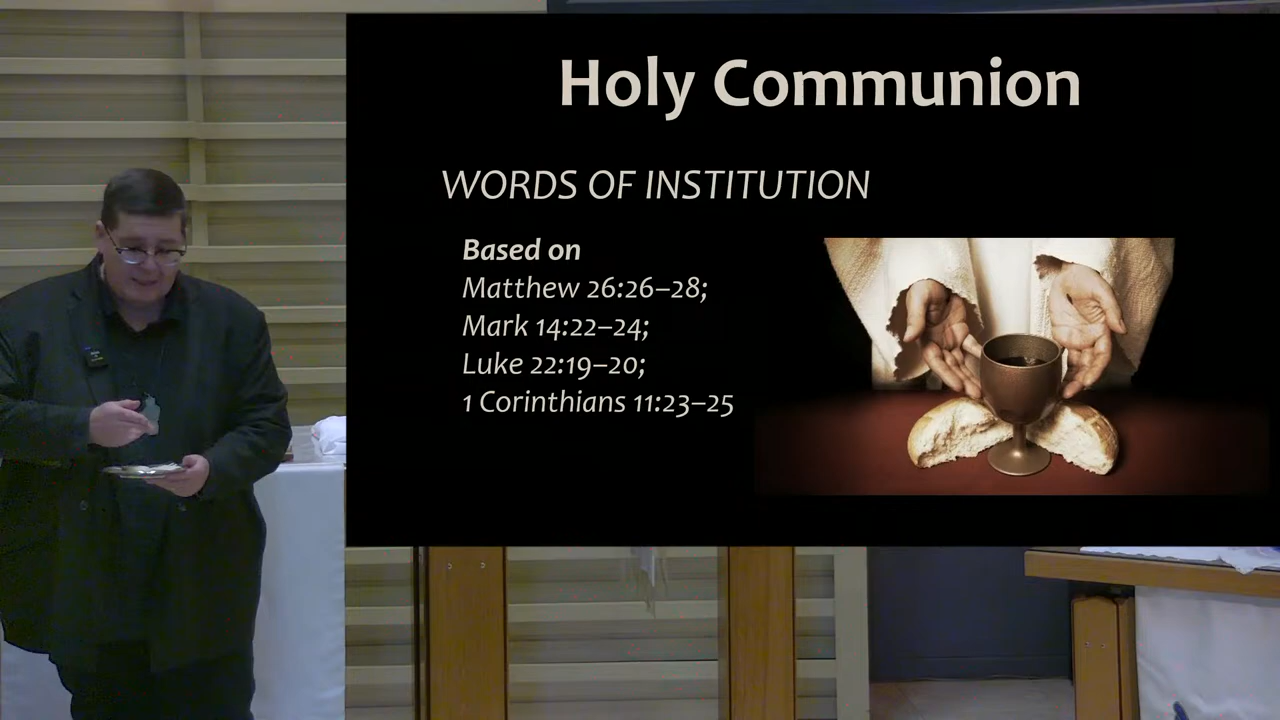 Holy Communion
WORDS OF INSTITUTION
Based on
Matthew 26:26–28;
Mark 14:22–24;
Luke 22:19–20;
1 Corinthians 11:23–25